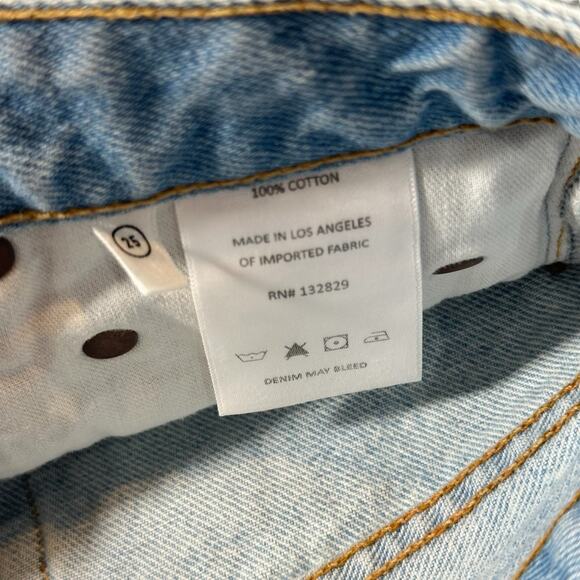 100% COTTON
25
MADE IN LOS ANGELES
OF IMPORTED FABRIC
RN# 132829
DENIM MAY BLEED